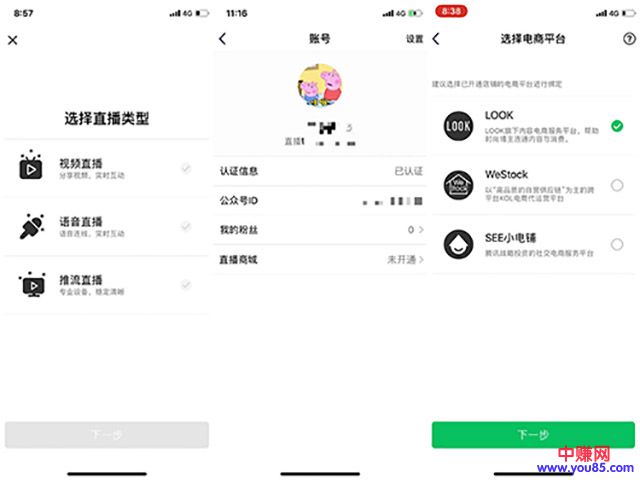 8:57
4G
选择直播类型
视频直播
分享视频，实时互动
语音直播
语音连线，实时互动
推流直播
专业设备，稳定清晰
下一步
11:16
4G
账号
设置
直播
认证信息
已认证
公众号ID
我的粉丝
0
直播商城
未开通
8:38
4G
选择电商平台
?
建议选择已开通店铺的电商平台进行绑定
LOOK
LOOK
LOOK旗下内容电商服务平台，帮助
时尚博主连通内容与消费。
We
Stock
WeStock
以“高品质的自营供应链”为主的跨
平台KOL电商代运营平台
SEE小电铺
腾讯战略投资的社交电商服务平台
下一步
中赚网
www.you85.com